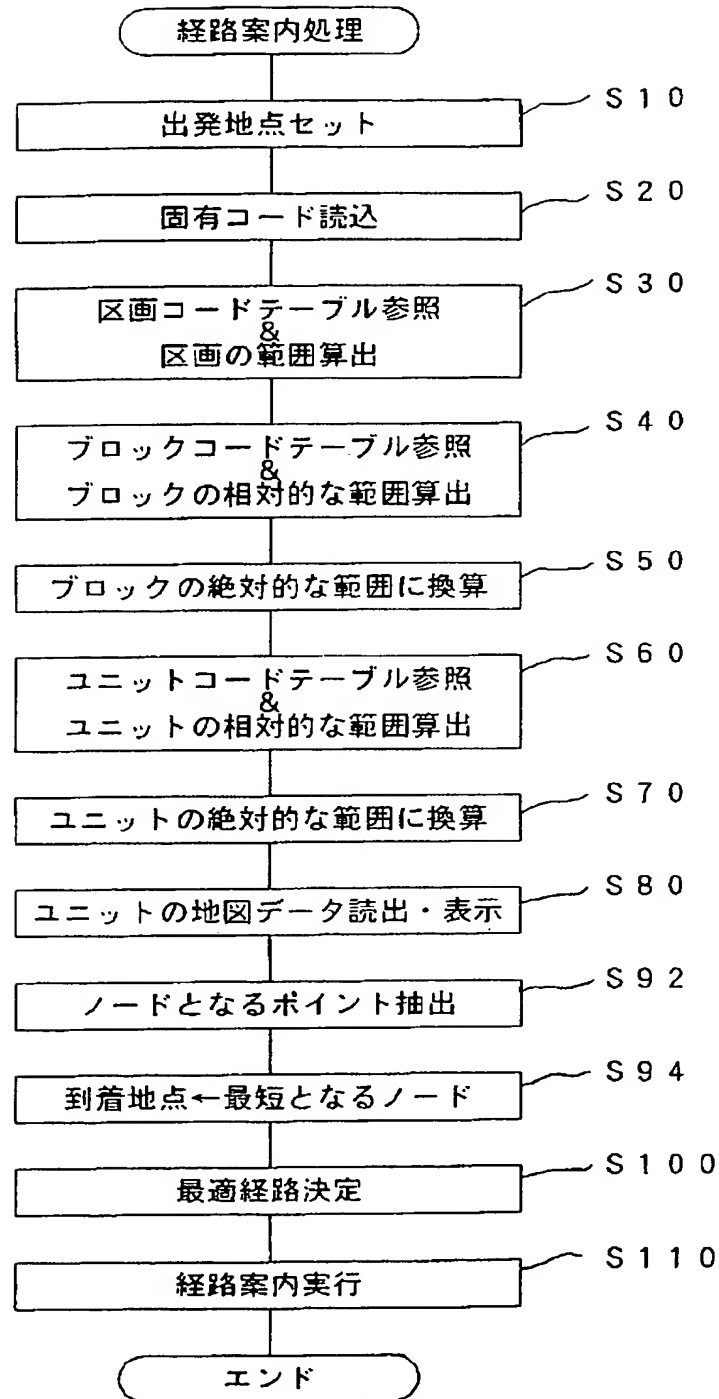 経路案内処理
S10
出発地点セット
S20
固有コード読込
S30
区画コードテーブル参照
&
区画の範囲算出
S40
ブロックコードテーブル参照
&
ブロックの相対的な範囲算出
S50
ブロックの絶対的な範囲に換算
S60
ユニットコードテーブル参照
&
ユニットの相対的な範囲算出
S70
ユニットの絶対的な範囲に換算
S80
ユニットの地図データ読出・表示
S92
ノードとなるポイント抽出
S94
到着地点←最短となるノード
S100
最適経路決定
S110
経路案内実行
エンド